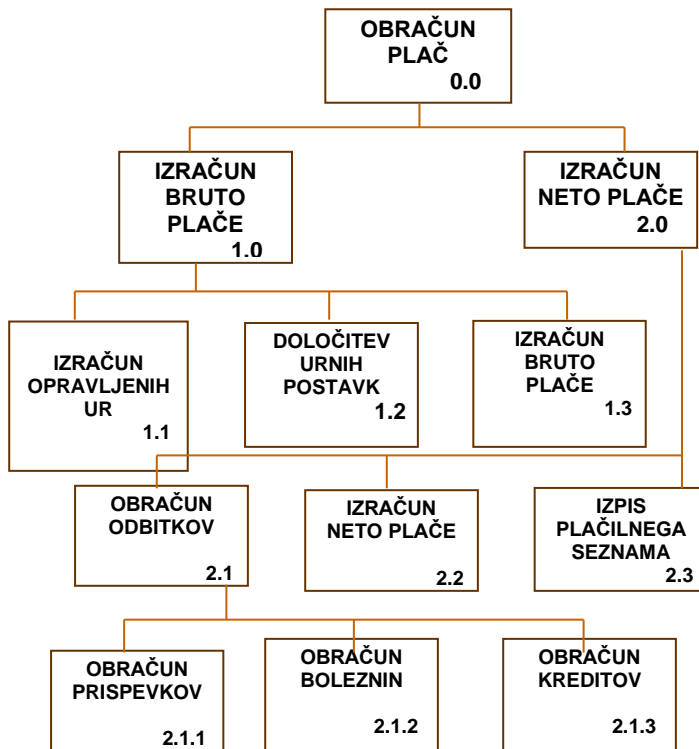 OBRAČUN
PLAČ
0.0
IZRAČUN
BRUTO
PLAČE
1.0
IZRAČUN
NETO PLAČE
2.0
IZRAČUN
OPRAVLJENIH
UR
1.1
DOLOČITEV
URNIH
POSTAVK
1.2
IZRAČUN
BRUTO
PLAČE
1.3
OBRAČUN
ODBITKOV
2.1
IZRAČUN
NETO PLAČE
2.2
IZPIS
PLAČILNEGA
SEZNAMA
2.3
OBRAČUN
PRISPEVKOV
2.1.1
OBRAČUN
BOLEZNIN
2.1.2
OBRAČUN
KREDITOV
2.1.3